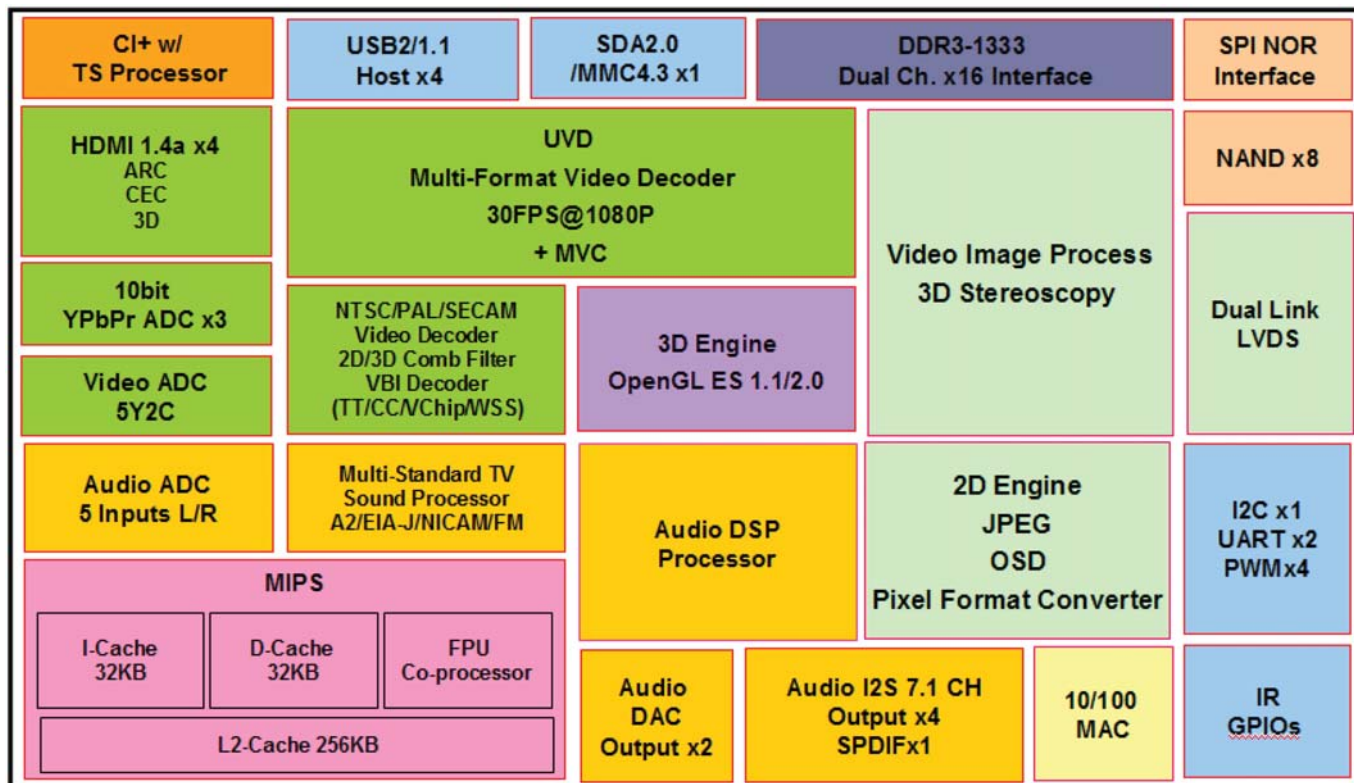 CI+ w/
TS Processor
USB2/1.1
Host x4
SDA2.0
/MMC4.3 x1
DDR3-1333
Dual Ch. x16 Interface
SPI NOR
Interface
HDMI 1.4a x4
ARC
CEC
3D
UVD
Multi-Format Video Decoder
30FPS@1080P
+ MVC
Video Image Process
3D Stereoscopy
NAND x8
10bit
YPbPr ADC x3
NTSC/PAL/SECAM
Video Decoder
2D/3D Comb Filter
VBI Decoder
(TT/CC/VChip/WSS)
3D Engine
OpenGL ES 1.1/2.0
Dual Link
LVDS
Video ADC
5Y2C
Audio ADC
5 Inputs L/R
Multi-Standard TV
Sound Processor
A2/EIA-J/NICAM/FM
Audio DSP
Processor
2D Engine
JPEG
OSD
Pixel Format Converter
I2C x1
UART x2
PWMx4
MIPS
I-Cache
32KB
D-Cache
32KB
FPU
Co-processor
L2-Cache 256KB
Audio
DAC
Output x2
Audio I2S 7.1 CH
Output x4
SPDIFx1
10/100
MAC
IR
GPIOs